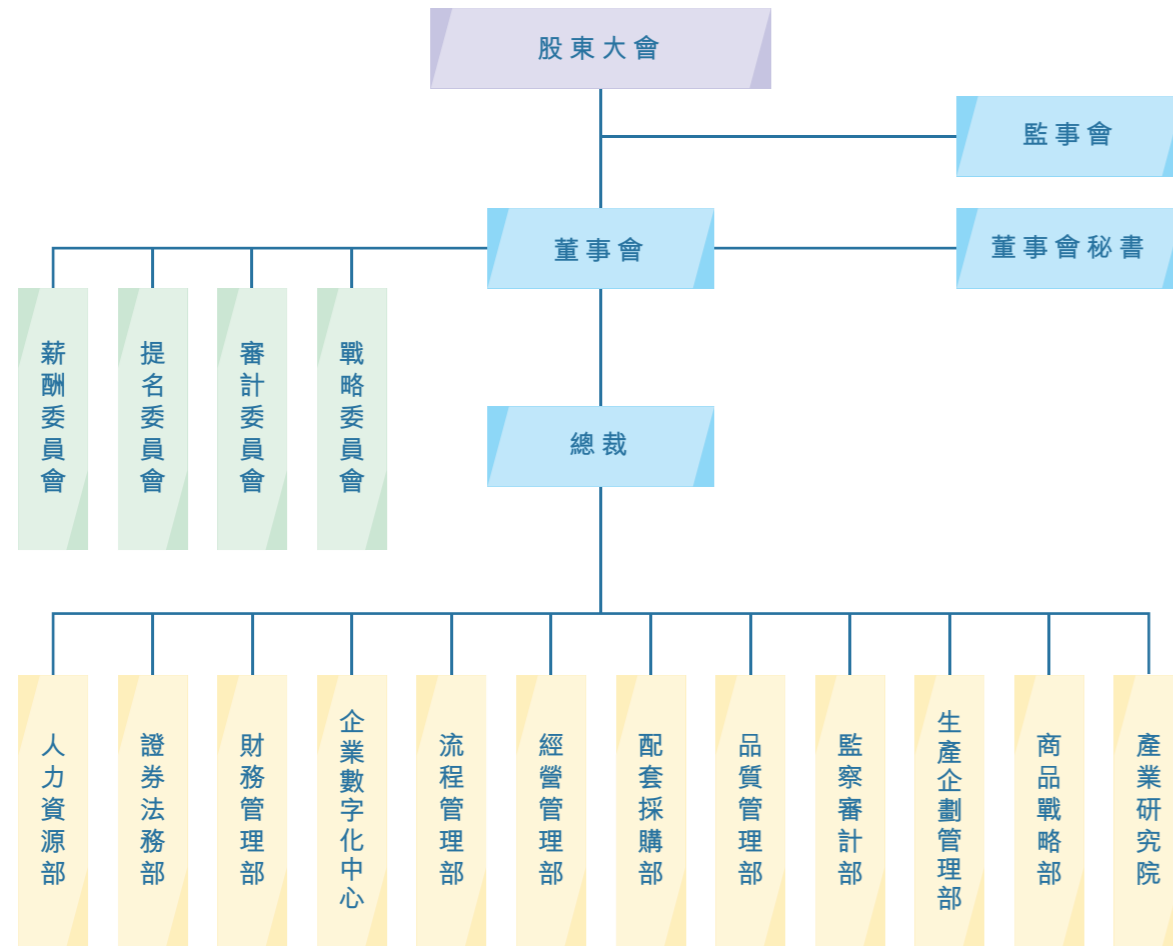 股東大會
監事會
董事會
董事會秘書
薪酬委員會
提名委員會
審計委員會
戰略委員會
總裁
人力資源部
證券法務部
財務管理部
企業數字化中心
流程管理部
經營管理部
配套採購部
品質管理部
監察審計部
生產企劃管理部
商品戰略部
產業研究院